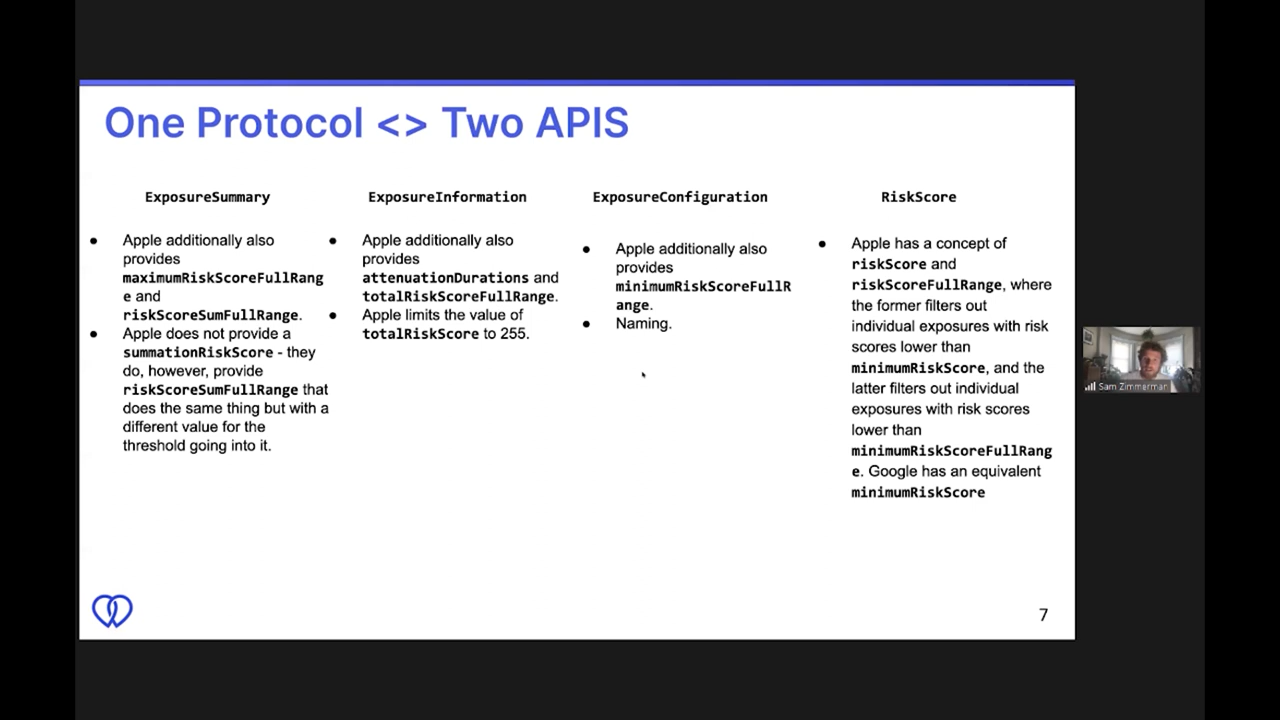 One Protocol <> Two APIS
ExposureSummary
● Apple additionally also
provides
maximumRiskScoreFullRang
e and
riskScoreSumFullRange.
● Apple does not provide a
summationRiskScore - they
do, however, provide
riskScoreSumFullRange that
does the same thing but with a
different value for the
threshold going into it.
ExposureInformation
● Apple additionally also
provides
attenuationDurations and
totalRiskScoreFullRange.
● Apple limits the value of
totalRiskScore to 255.
ExposureConfiguration
● Apple additionally also
provides
minimumRiskScoreFullR
ange.
● Naming.
RiskScore
● Apple has a concept of
riskScore and
riskScoreFullRange, where
the former filters out
individual exposures with risk
scores lower than
minimumRiskScore, and the
latter filters out individual
exposures with risk scores
lower than
minimumRiskScoreFullRang
e. Google has an equivalent
minimumRiskScore
7
Sam Zimmerman